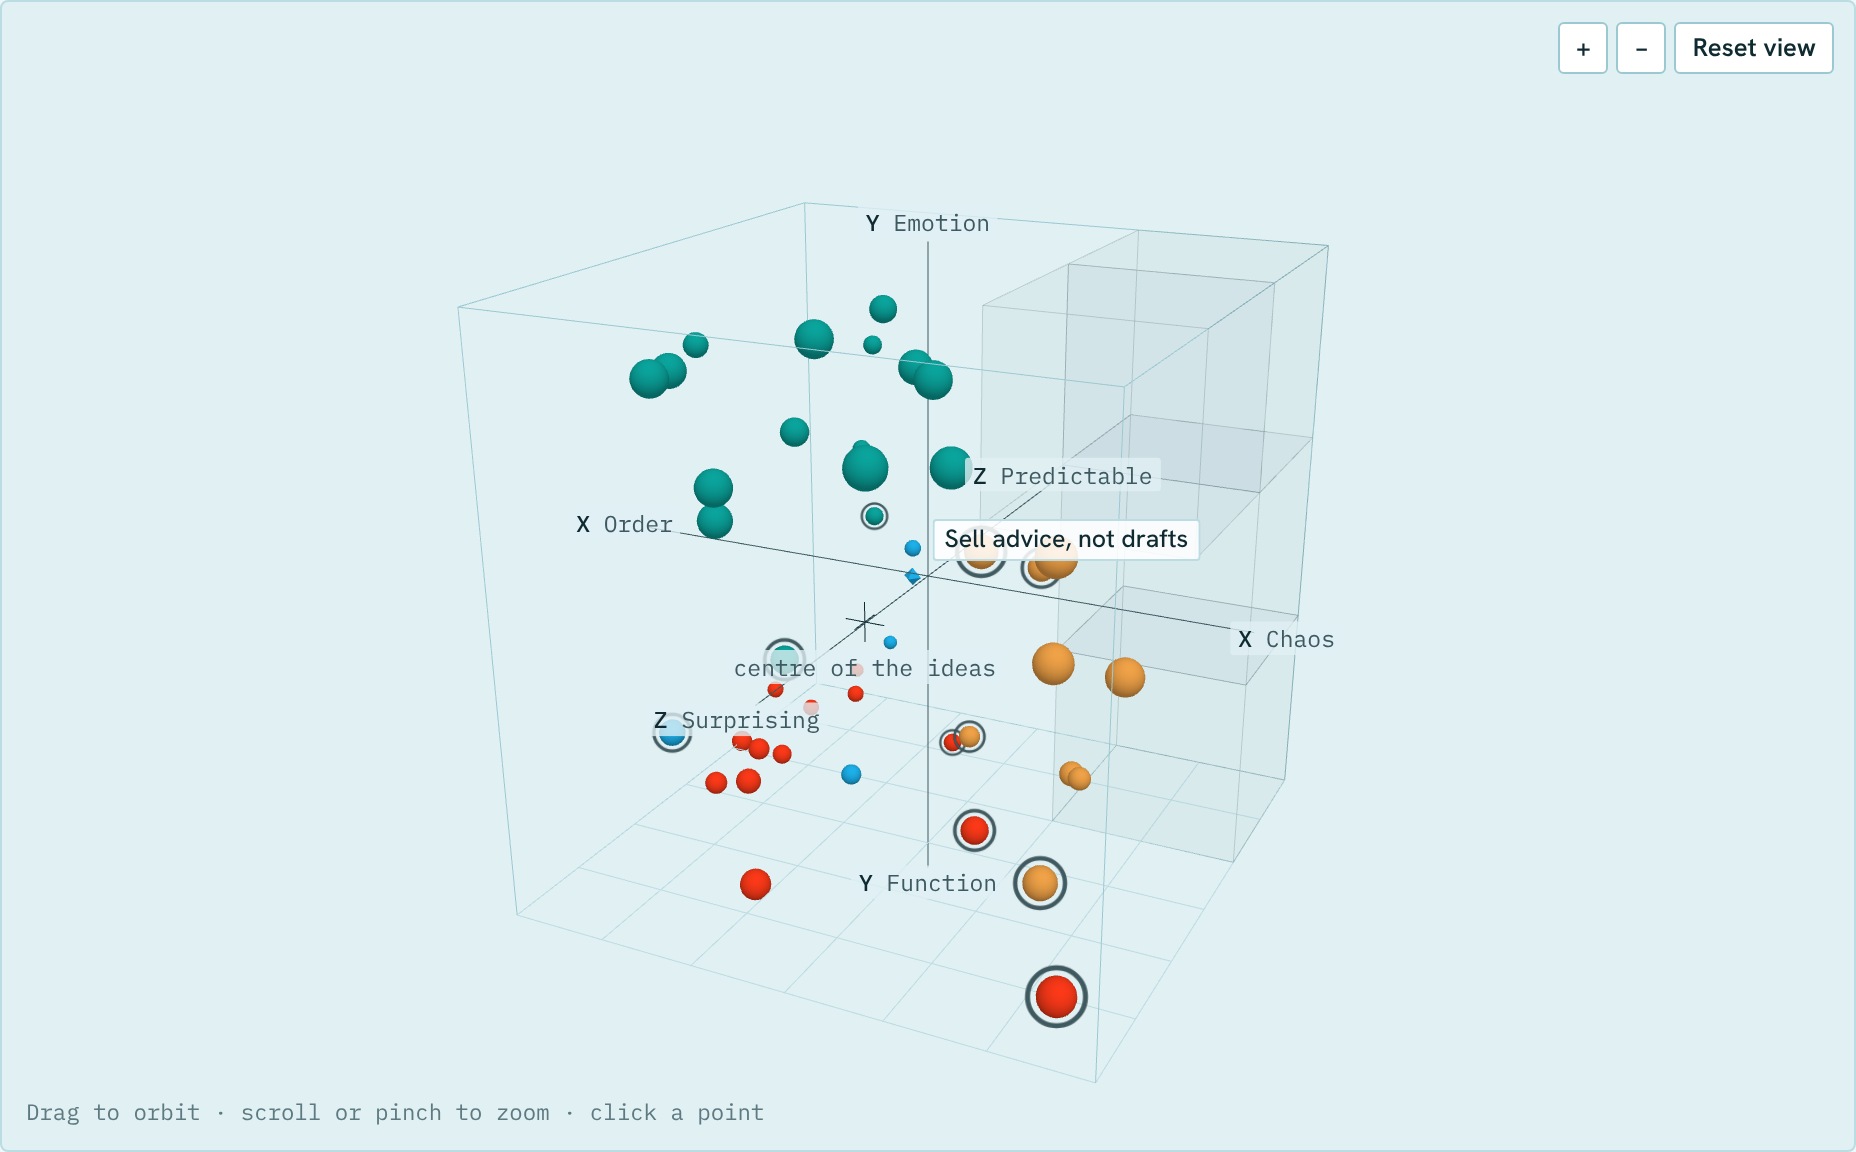 +
−
Reset view
Y Emotion
Z Predictable
X Order
Sell advice, not drafts
X Chaos
centre of the ideas
Z Surprising
Y Function
Drag to orbit · scroll or pinch to zoom · click a point